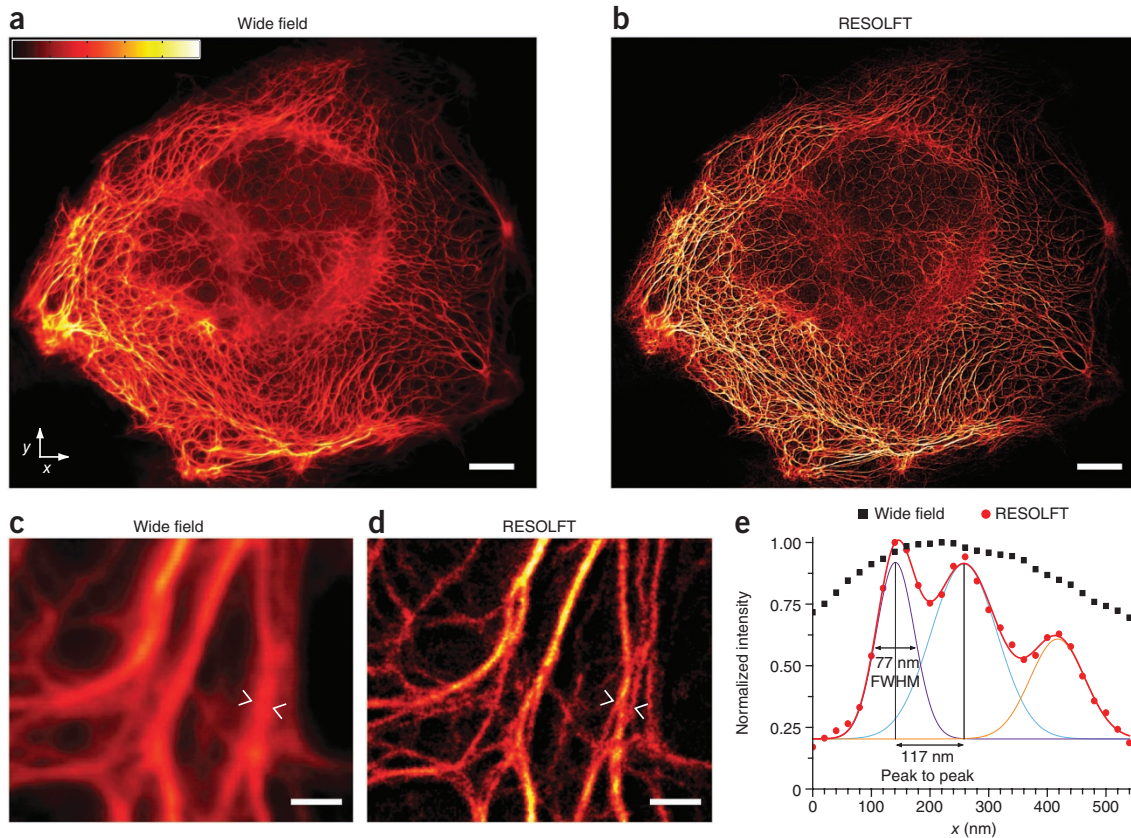 a
Wide field
b
RESOLFT
y
x
c
Wide field
d
RESOLFT
e
Wide field
RESOLFT
Normalized intensity
1.00
0.75
0.50
0.25
0
77 nm
FWHM
117 nm
Peak to peak
0 100 200 300 400 500
x (nm)